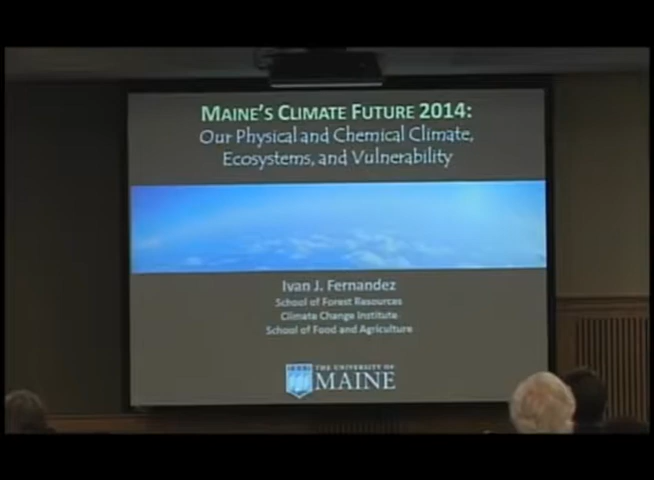 MAINE'S CLIMATE FUTURE 2014:
Our Physical and Chemical Climate,
Ecosystems, and Vulnerability
Ivan J. Fernandez
School of Forest Resources
Climate Change Institute
School of Food and Agriculture
THE UNIVERSITY OF
MAINE